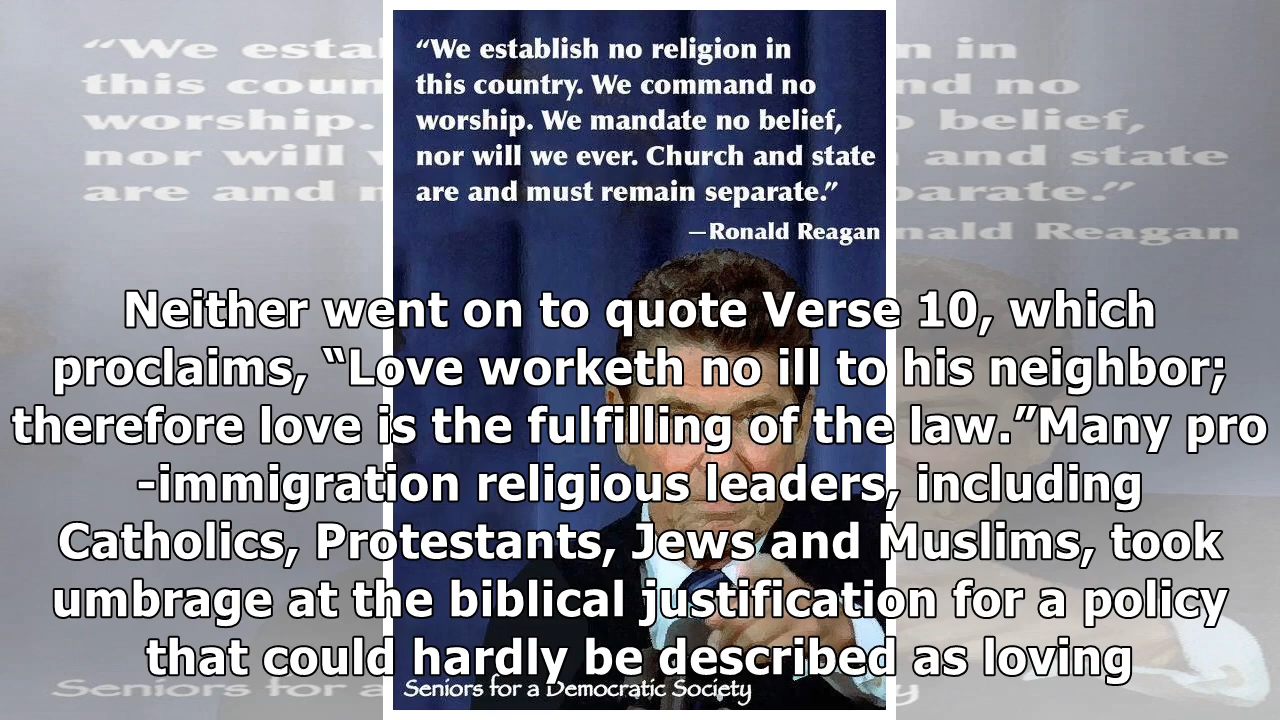 “We establish no religion in
this country. We command no
worship. We mandate no belief,
nor will we ever. Church and state
are and must remain separate.”
—Ronald Reagan
Neither went on to quote Verse 10, which
proclaims, “Love worketh no ill to his neighbor;
therefore love is the fulfilling of the law.”Many pro
-immigration religious leaders, including
Catholics, Protestants, Jews and Muslims, took
umbrage at the biblical justification for a policy
that could hardly be described as loving
Seniors for a Democratic Society